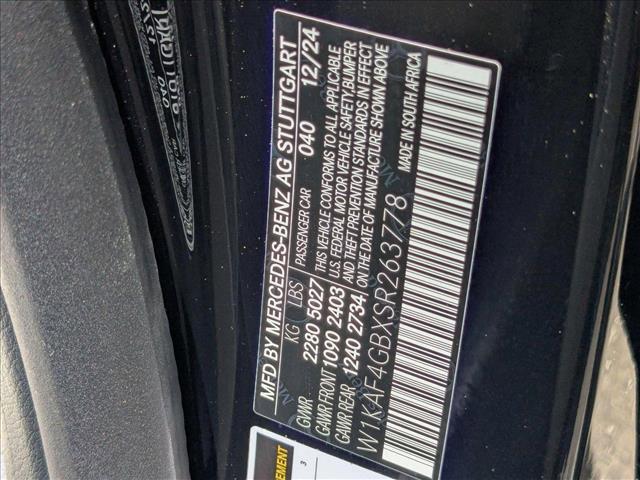 MFD BY MERCEDES-BENZ AG STUTTGART
KG LBS PASSENGER CAR 040 12/24
GVWR 2280 5027 THIS VEHICLE CONFORMS TO ALL APPLICABLE
GAWR FRONT 1090 2403 U.S. FEDERAL MOTOR VEHICLE SAFETY,BUMPER
GAWR REAR 1240 2734 AND THEFT PREVENTION STANDARDS IN EFFECT
ON THE DATE OF MANUFACTURE SHOWN ABOVE
W1KAF4GBXSR263778 MADE IN SOUTH AFRICA
3